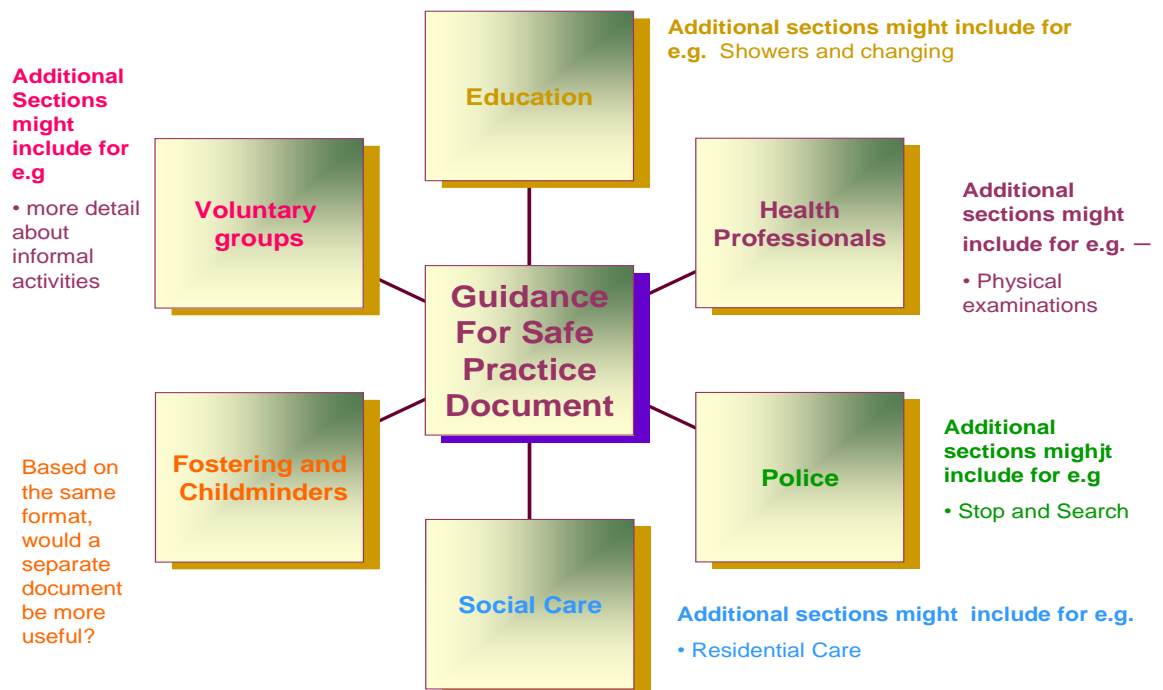 Additional sections might include for
e.g. Showers and changing
Education
Additional
Sections
might
include for
e.g
• more detail
about
informal
activities
Voluntary
groups
Health
Professionals
Additional
sections might
include for e.g. –
• Physical
examinations
Guidance
For Safe
Practice
Document
Based on
the same
format,
would a
separate
document
be more
useful?
Fostering and
Childminders
Police
Additional
sections mighjt
include for e.g
• Stop and Search
Social Care
Additional sections might include for e.g.
• Residential Care